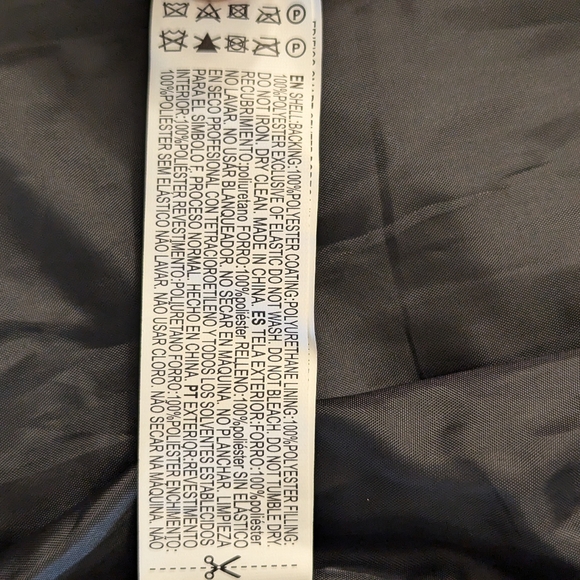 EN SHELL:BACKING:100%POLYESTER COATING:POLYURETHANE LINING:100%POLYESTER FILLING:
100%POLYESTER EXCLUSIVE OF ELASTIC DO NOT WASH. DO NOT BLEACH. DO NOT TUMBLE DRY.
DO NOT IRON. DRY CLEAN. MADE IN CHINA. ES TELA EXTERIOR:FORRO:100%poliéster
RECUBRIMIENTO:poliuretano FORRO:100%poliéster RELLENO:100%poliéster SIN ELÁSTICO
NO LAVAR. NO USAR BLANQUEADOR. NO SECAR EN MÁQUINA. NO PLANCHAR. LIMPIEZA
EN SECO PROFESIONAL CON TETRACLOROETILENO Y TODOS LOS SOLVENTES ESTABLECIDOS
PARA EL SÍMBOLO F, PROCESO NORMAL. HECHO EN CHINA. PT EXTERIOR:REVESTIMENTO
INTERIOR:100%POLIÉSTER REVESTIMENTO:POLIURETANO FORRO:100%POLIÉSTER ENCHIMENTO:
100%POLIÉSTER SEM ELÁSTICO NÃO LAVAR. NÃO USAR CLORO. NÃO SECAR NA MÁQUINA. NÃO
P
P